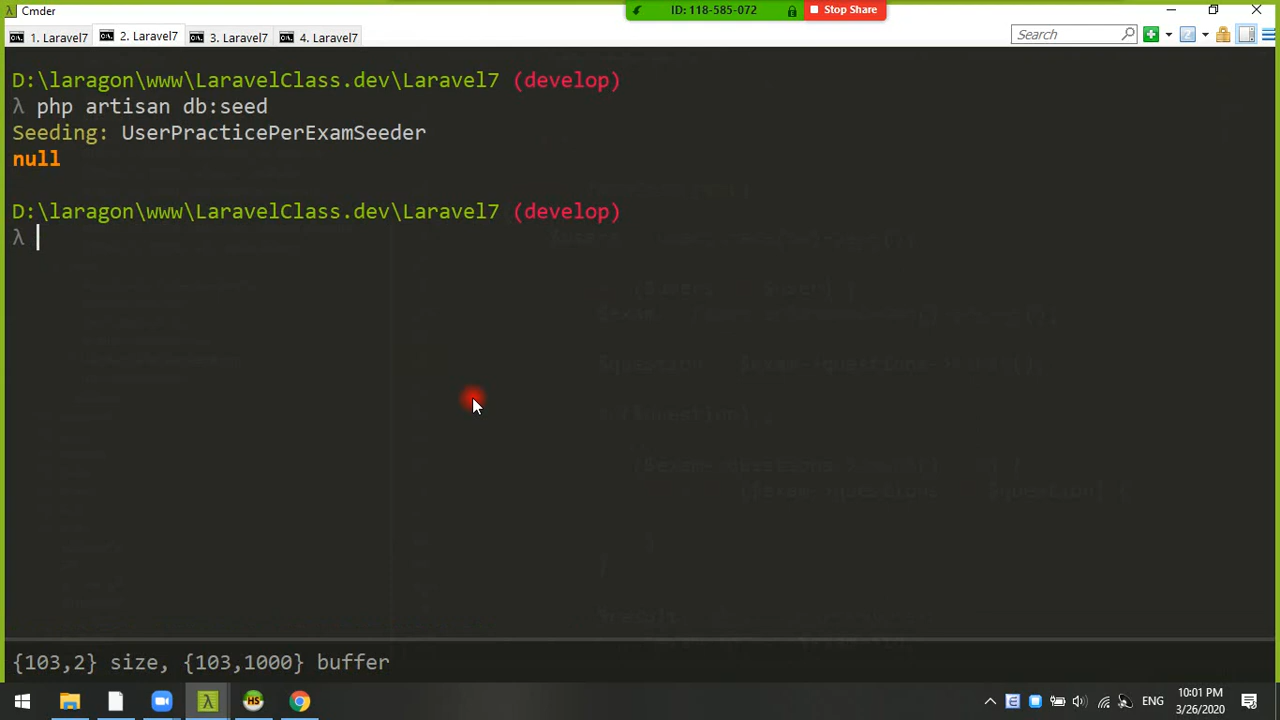 Cmder
ID: 118-585-072
Stop Share
1. Laravel7
2. Laravel7
3. Laravel7
4. Laravel7
Search
D:\laragon\www\LaravelClass.dev\Laravel7 (develop)
λ php artisan db:seed
Seeding: UserPracticePerExamSeeder
null
D:\laragon\www\LaravelClass.dev\Laravel7 (develop)
λ
{103,2} size, {103,1000} buffer
ENG
10:01 PM
3/26/2020